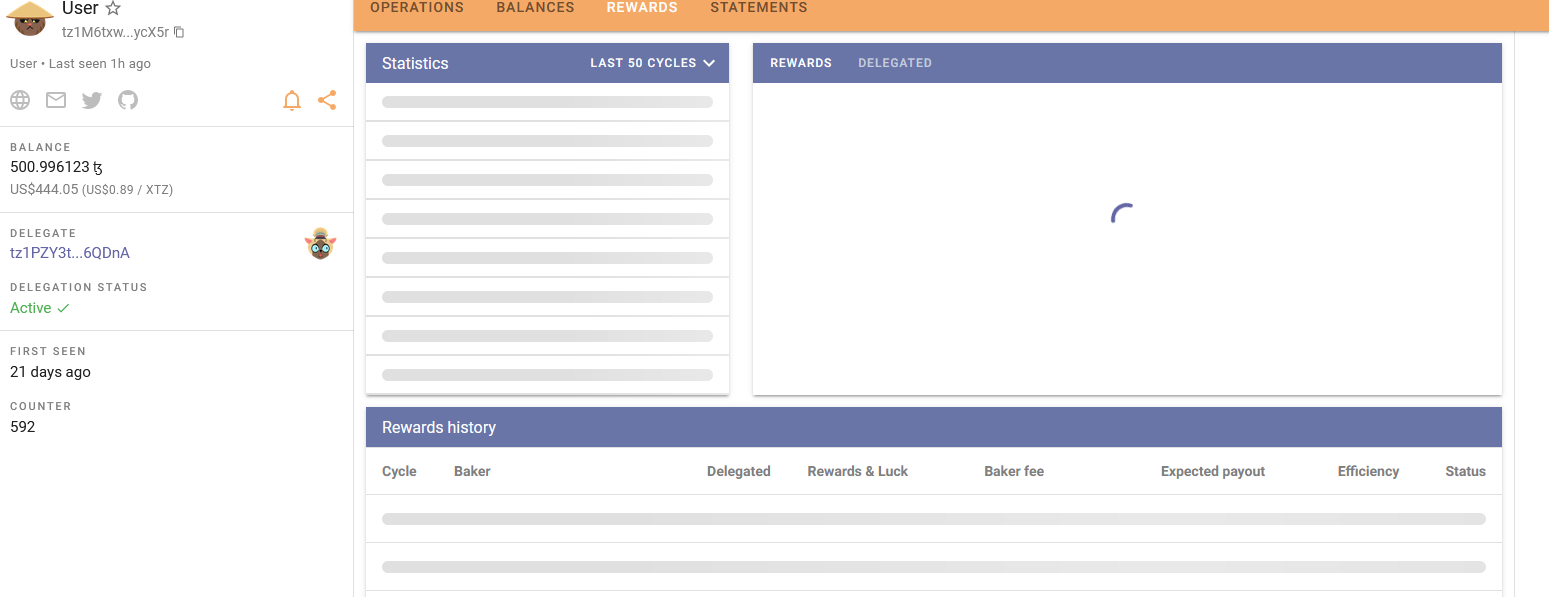 User
tz1M6txw...ycX5r
User • Last seen 1h ago
BALANCE
500.996123 ꜩ
US$444.05 (US$0.89 / XTZ)
DELEGATE
tz1PZY3t...6QDnA
DELEGATION STATUS
Active
FIRST SEEN
21 days ago
COUNTER
592
OPERATIONS BALANCES REWARDS STATEMENTS
Statistics LAST 50 CYCLES
REWARDS DELEGATED
Rewards history
Cycle Baker Delegated Rewards & Luck Baker fee Expected payout Efficiency Status